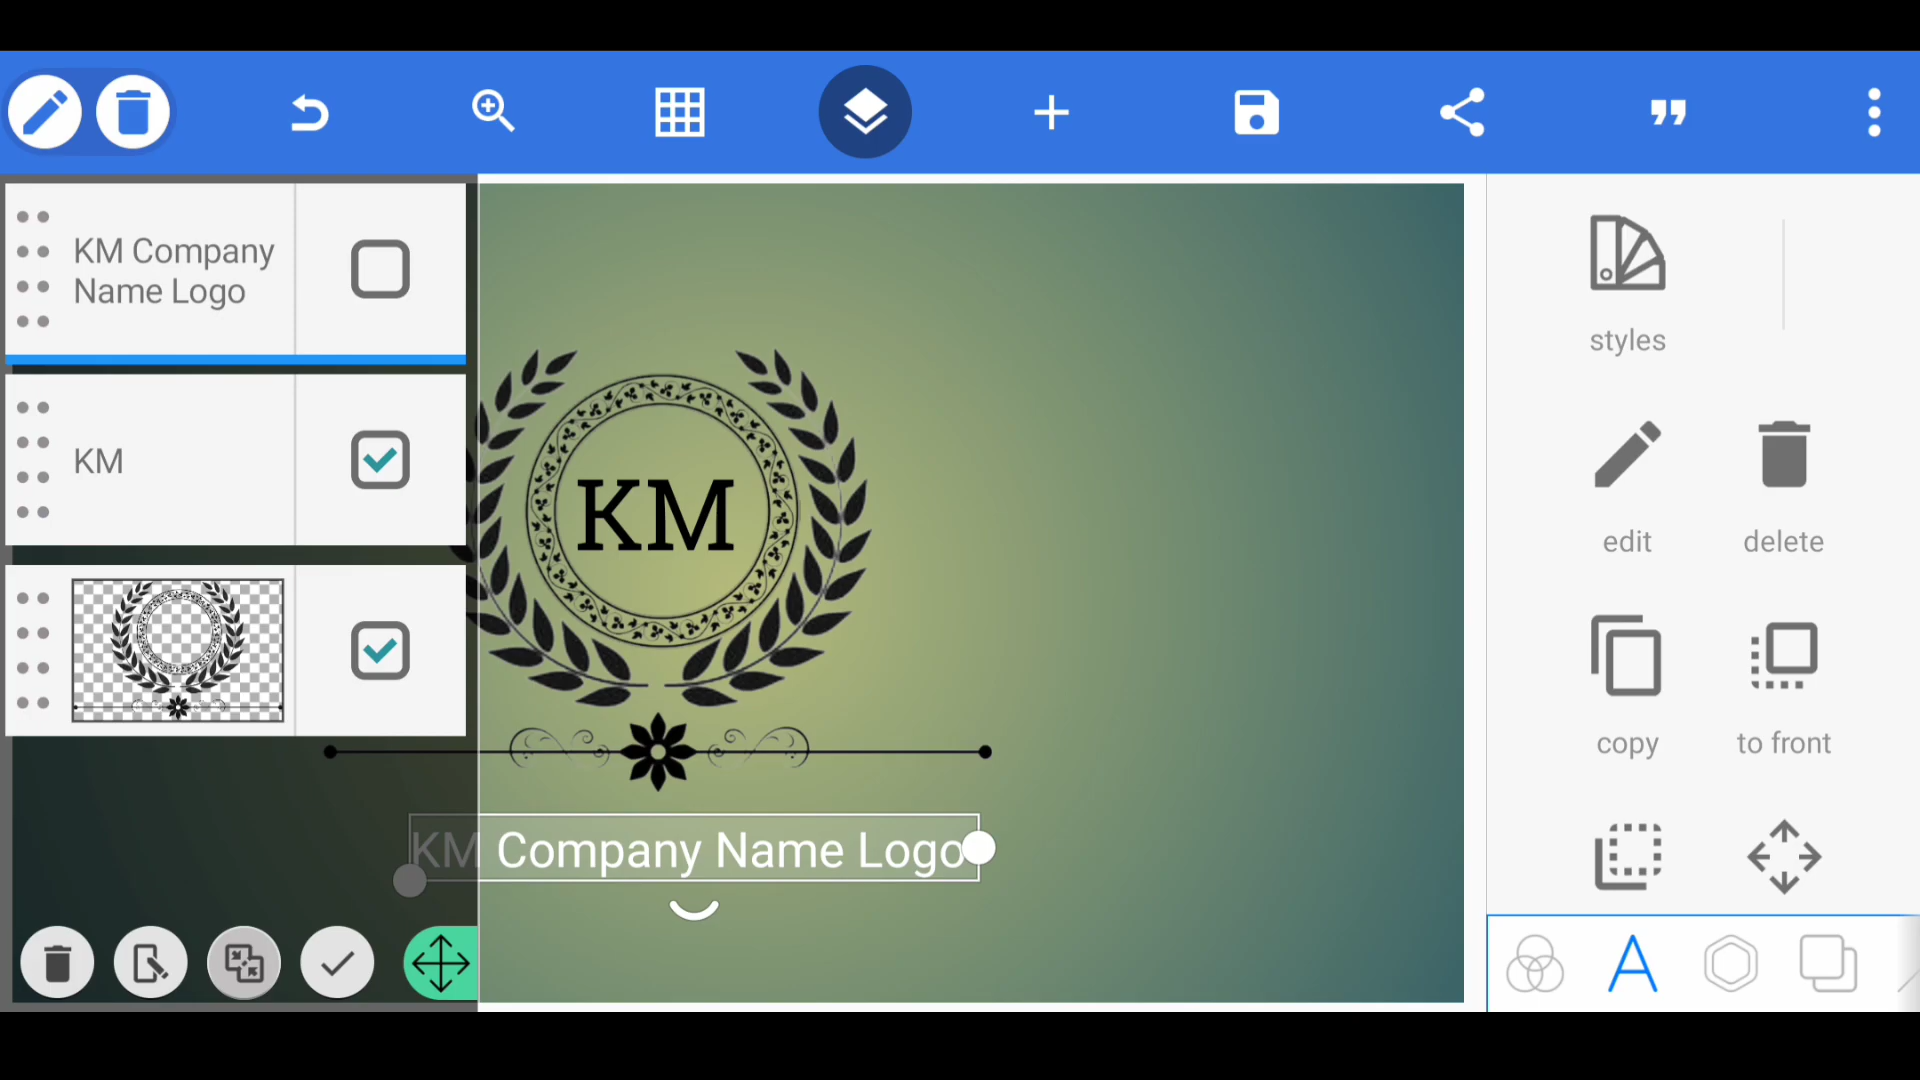 KM Company
Name Logo
KM
KM
KM Company Name Logo
styles
edit
delete
copy
to front